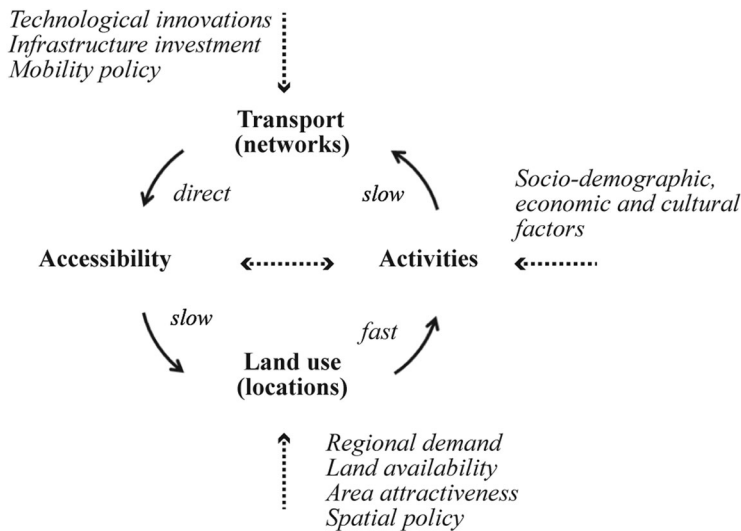 Technological innovations
Infrastructure investment
Mobility policy
Transport
(networks)
direct
slow
Socio-demographic,
economic and cultural
factors
Accessibility
Activities
slow
fast
Land use
(locations)
Regional demand
Land availability
Area attractiveness
Spatial policy